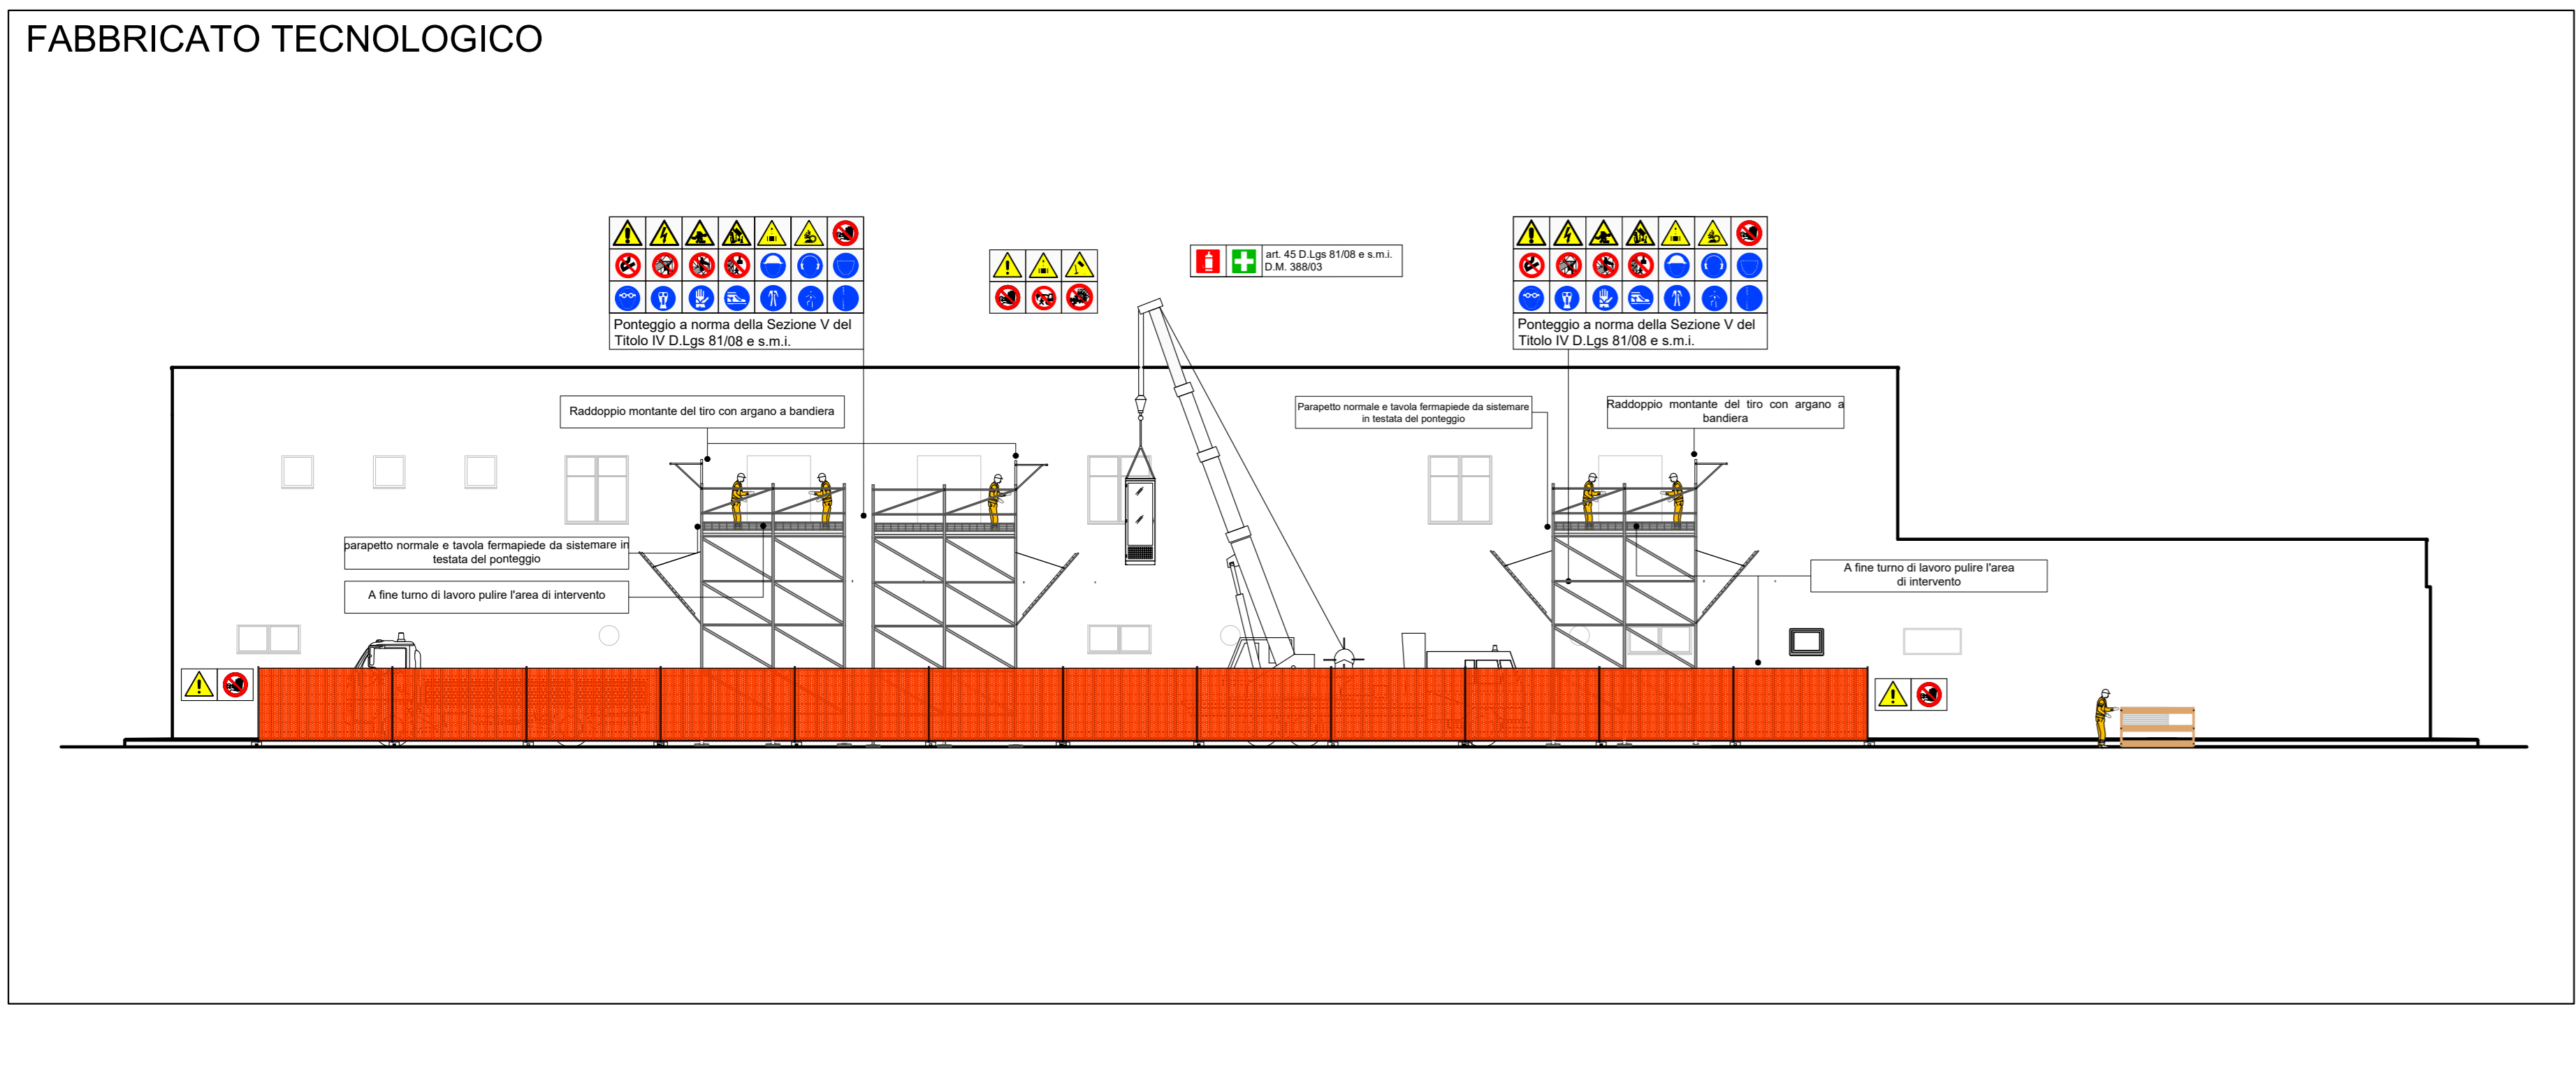 FABBRICATO TECNOLOGICO
Ponteggio a norma della Sezione V del
Titolo IV D.Lgs 81/08 e s.m.i.
art. 45 D.Lgs 81/08 e s.m.i.
D.M. 388/03
Ponteggio a norma della Sezione V del
Titolo IV D.Lgs 81/08 e s.m.i.
Raddoppio montante del tiro con argano a bandiera
Parapetto normale e tavola fermapiede da sistemare
in testata del ponteggio
Raddoppio montante del tiro con argano a
bandiera
parapetto normale e tavola fermapiede da sistemare in
testata del ponteggio
A fine turno di lavoro pulire l'area di intervento
A fine turno di lavoro pulire l'area
di intervento